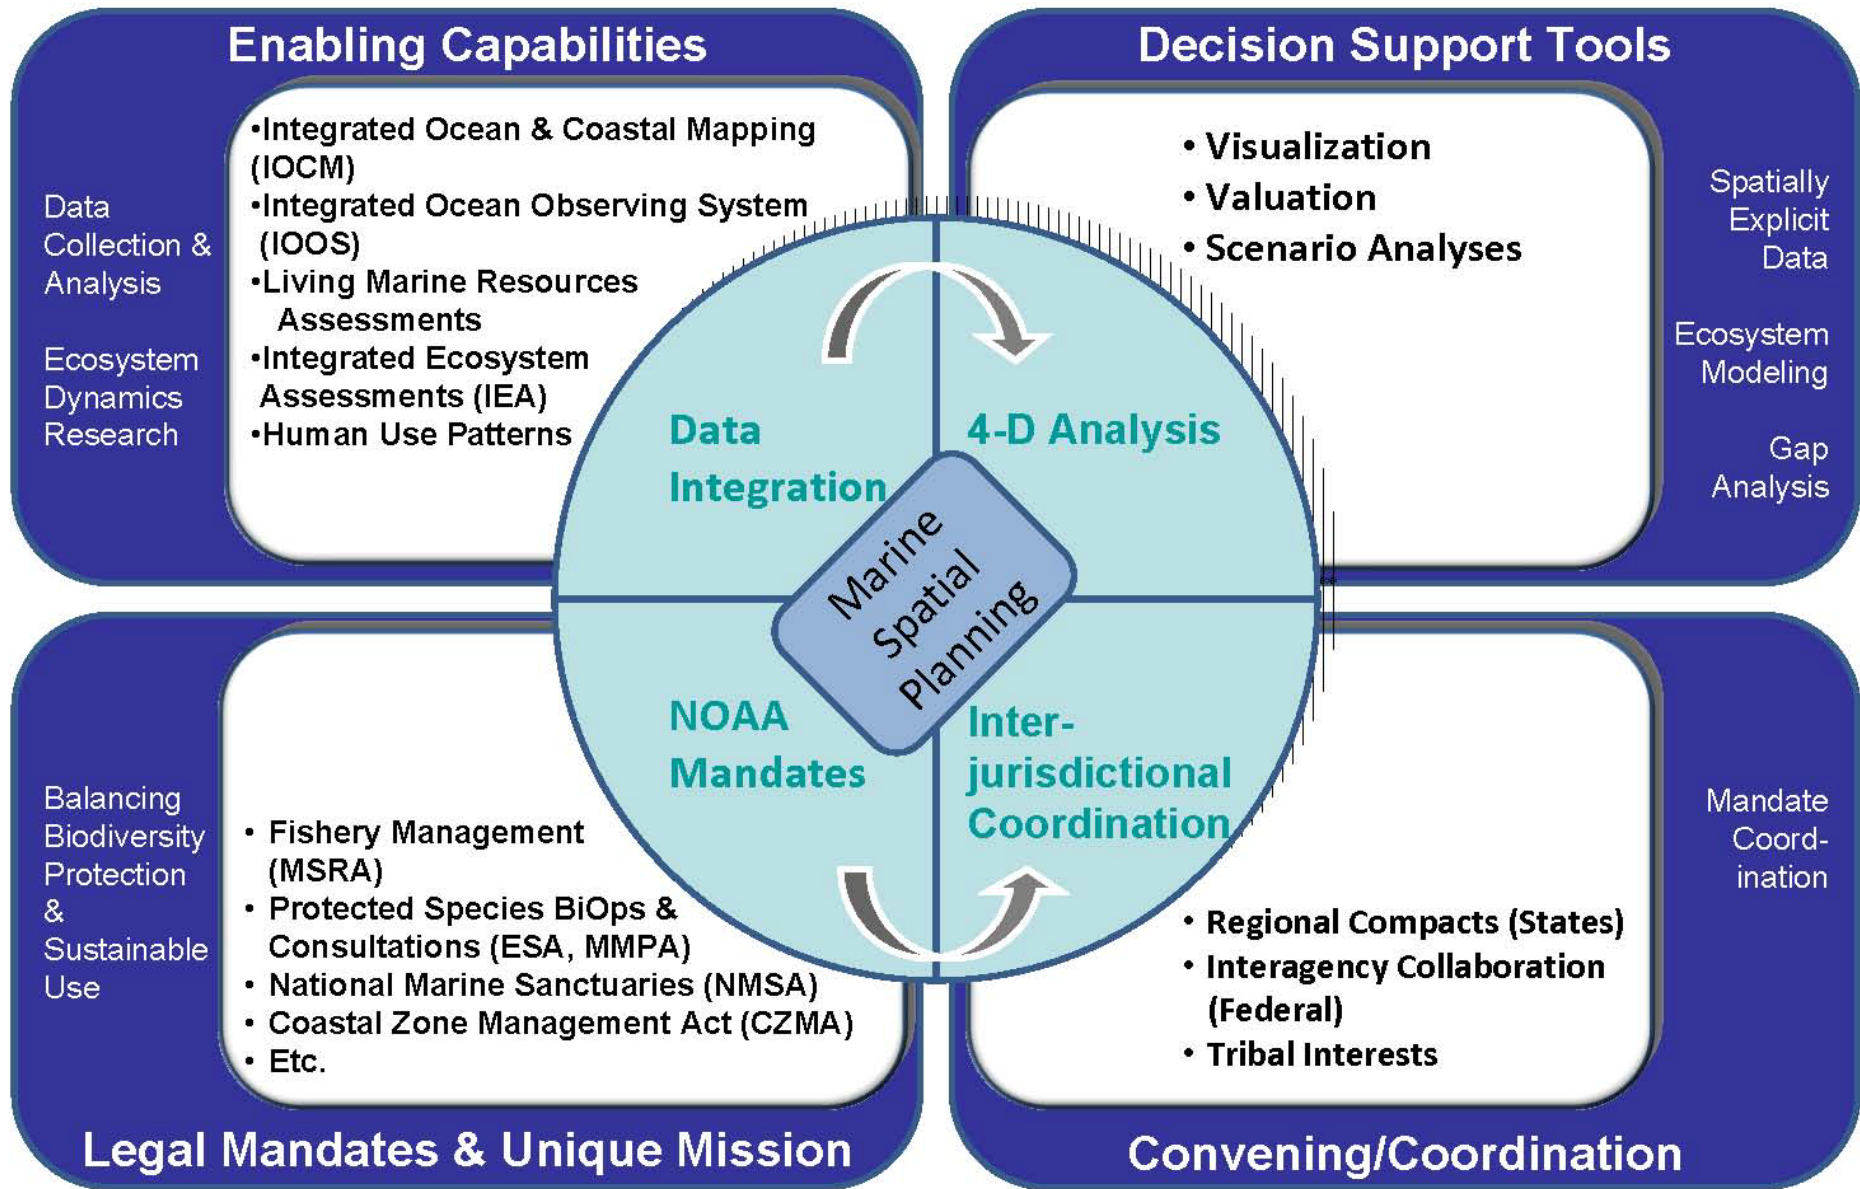 Enabling Capabilities
Data
Collection &
Analysis
Ecosystem
Dynamics
Research
•Integrated Ocean & Coastal Mapping
(IOCM)
•Integrated Ocean Observing System
(IOOS)
•Living Marine Resources
Assessments
•Integrated Ecosystem
Assessments (IEA)
•Human Use Patterns
Decision Support Tools
• Visualization
• Valuation
• Scenario Analyses
Spatially
Explicit
Data
Ecosystem
Modeling
Gap
Analysis
Data
Integration
4-D Analysis
Marine
Spatial
Planning
NOAA
Mandates
Inter-
jurisdictional
Coordination
Balancing
Biodiversity
Protection
&
Sustainable
Use
• Fishery Management
(MSRA)
• Protected Species BiOps &
Consultations (ESA, MMPA)
• National Marine Sanctuaries (NMSA)
• Coastal Zone Management Act (CZMA)
• Etc.
Legal Mandates & Unique Mission
• Regional Compacts (States)
• Interagency Collaboration
(Federal)
• Tribal Interests
Mandate
Coord-
ination
Convening/Coordination